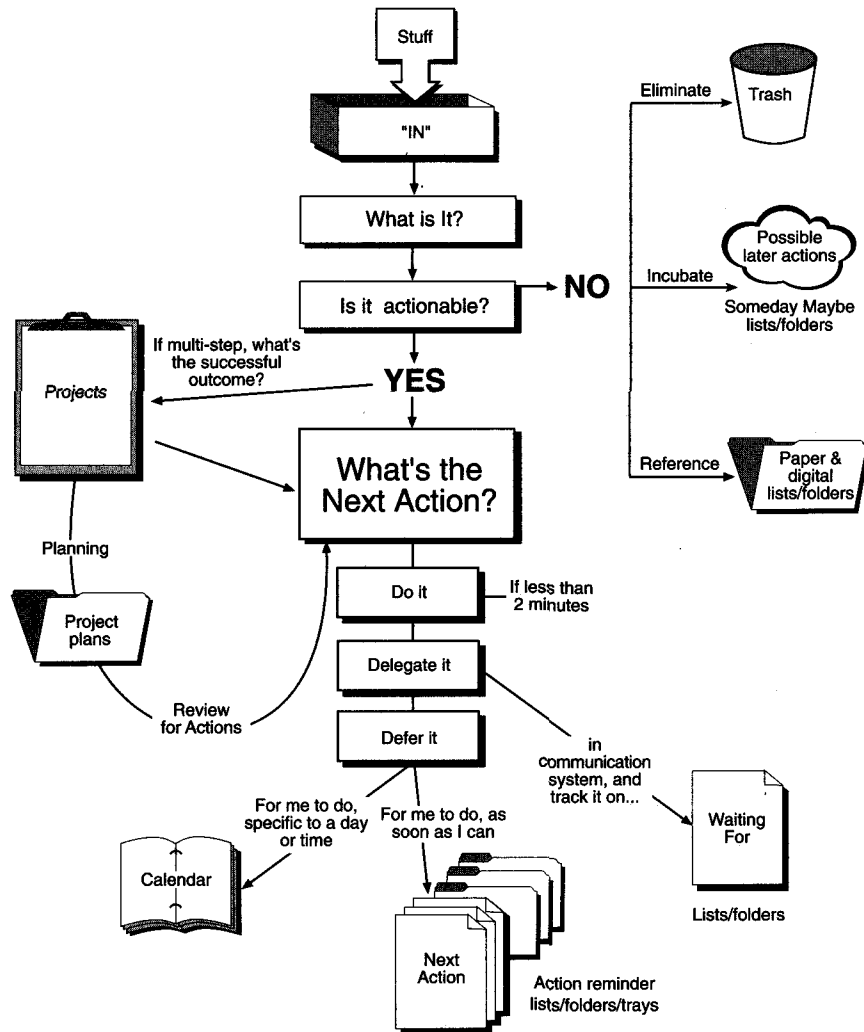 Stuff
"IN"
What is It?
Is it actionable?
NO
Eliminate
Trash
Incubate
Possible
later actions
Someday Maybe
lists/folders
Reference
Paper &
digital
lists/folders
YES
If multi-step, what's
the successful
outcome?
Projects
What's the
Next Action?
Planning
Project
plans
Review
for Actions
Do it
If less than
2 minutes
Delegate it
Defer it
in
communication
system, and
track it on...
Waiting
For
Lists/folders
For me to do,
specific to a day
or time
Calendar
For me to do, as
soon as I can
Next
Action
Action reminder
lists/folders/trays